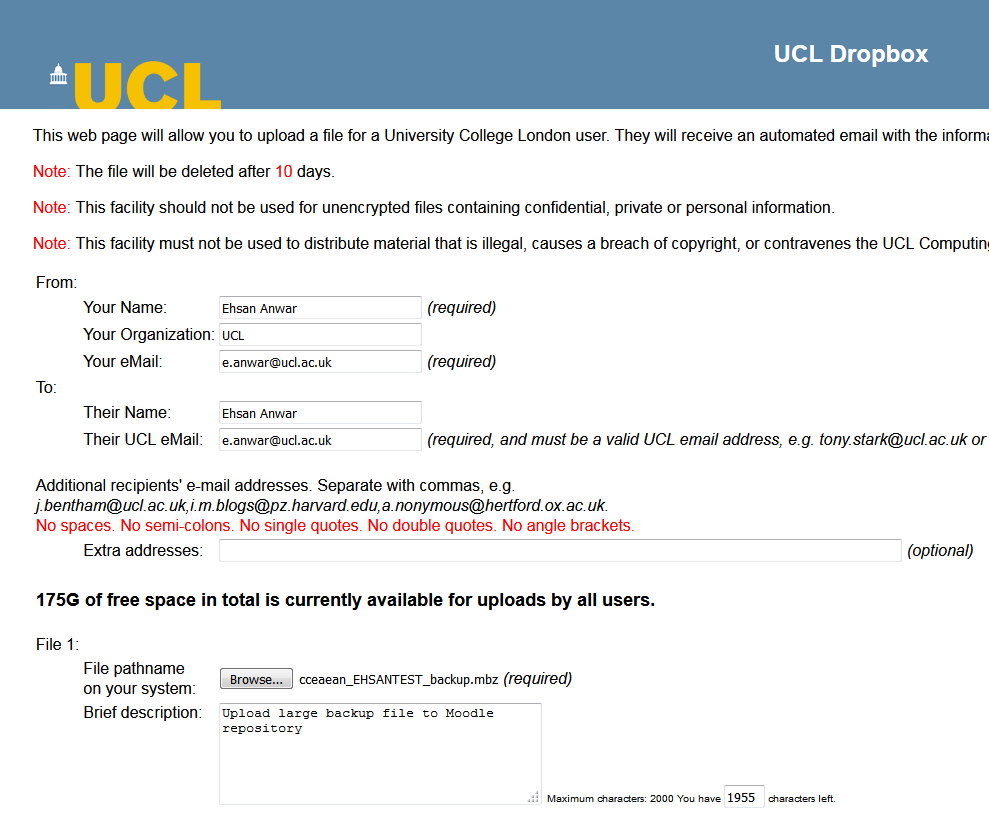 UCL Dropbox
UCL
This web page will allow you to upload a file for a University College London user. They will receive an automated email with the
Note: The file will be deleted after 10 days.
Note: This facility should not be used for unencrypted files containing confidential, private or personal information.
Note: This facility must not be used to distribute material that is illegal, causes a breach of copyright, or contravenes the UCL
From:
Your Name: Ehsan Anwar (required)
Your Organization: UCL
Your eMail: e.anwar@ucl.ac.uk (required)
To:
Their Name: Ehsan Anwar
Their UCL eMail: e.anwar@ucl.ac.uk (required, and must be a valid UCL email address, e.g. tony.stark@ucl.ac.uk or
Additional recipients' e-mail addresses. Separate with commas, e.g.
j.bentham@ucl.ac.uk,i.m.blogs@pz.harvard.edu,a.nonymous@hertford.ox.ac.uk.
No spaces. No semi-colons. No single quotes. No double quotes. No angle brackets.
Extra addresses: (optional)
175G of free space in total is currently available for uploads by all users.
File 1:
File pathname
on your system: Browse... cceaean_EHSANTEST_backup.mbz (required)
Brief description: Upload large backup file to Moodle
repository
Maximum characters: 2000 You have 1955 characters left.